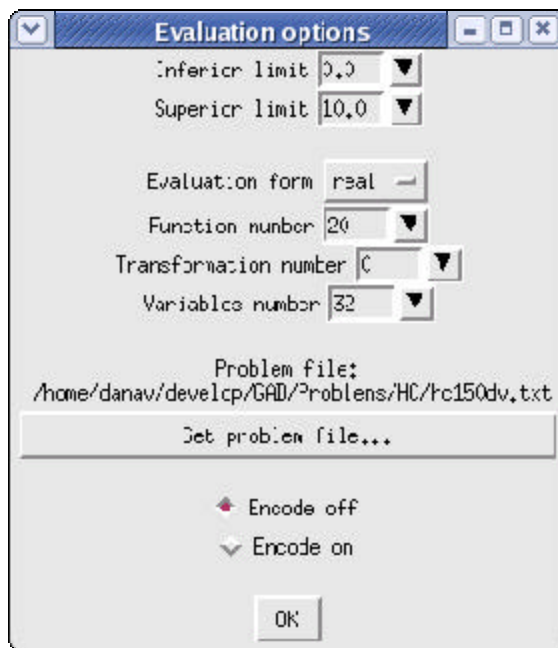 Evaluation options
Inferior limit 0.0
Superior limit 10.0
Evaluation form real
Function number 20
Transformation number 0
Variables number 32
Problem file:
/home/danav/develop/GAD/Problems/HC/hc150dv.txt
Get problem file...
Encode off
Encode on
OK